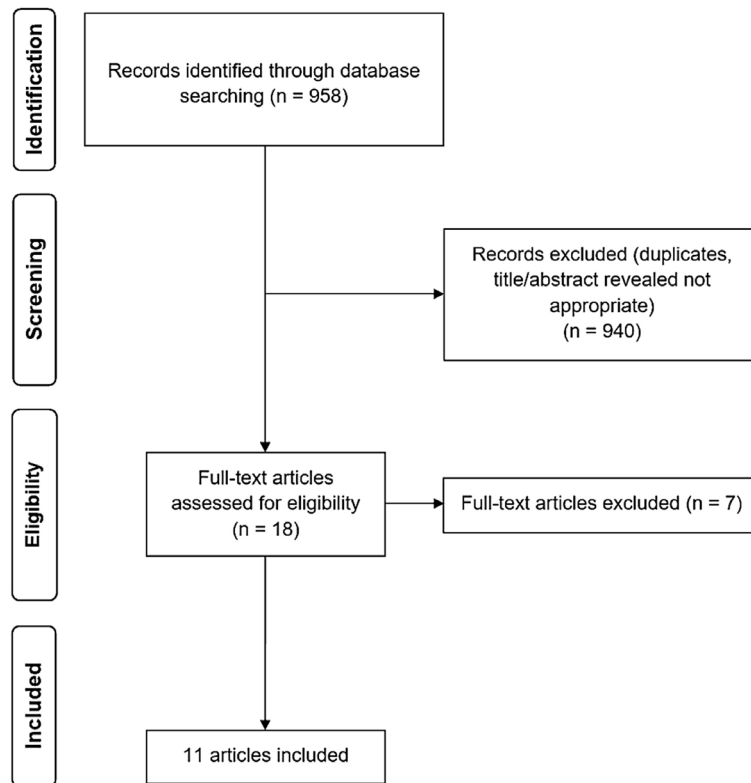 Identification
Records identified through database
searching (n = 958)
Screening
Records excluded (duplicates,
title/abstract revealed not
appropriate)
(n = 940)
Eligibility
Full-text articles
assessed for eligibility
(n = 18)
Full-text articles excluded (n = 7)
Included
11 articles included